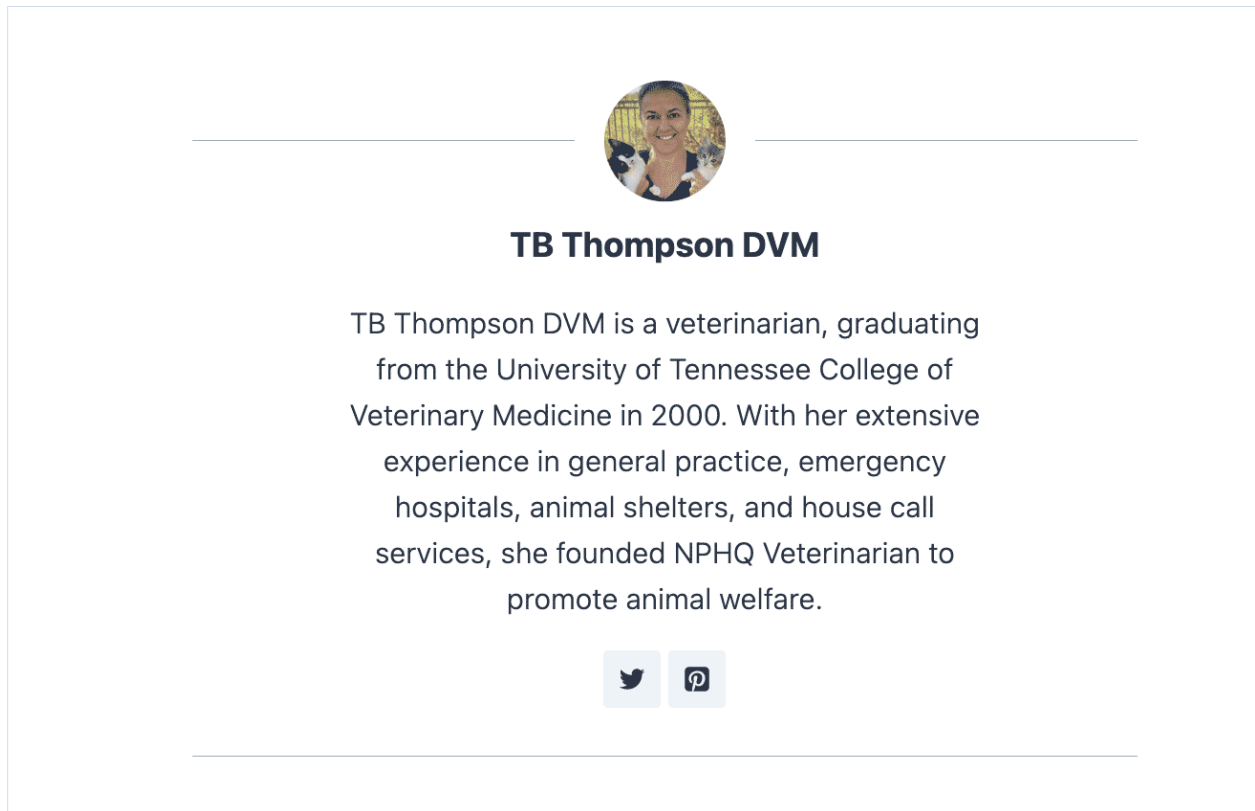 TB Thompson DVM
TB Thompson DVM is a veterinarian, graduating
from the University of Tennessee College of
Veterinary Medicine in 2000. With her extensive
experience in general practice, emergency
hospitals, animal shelters, and house call
services, she founded NPHQ Veterinarian to
promote animal welfare.